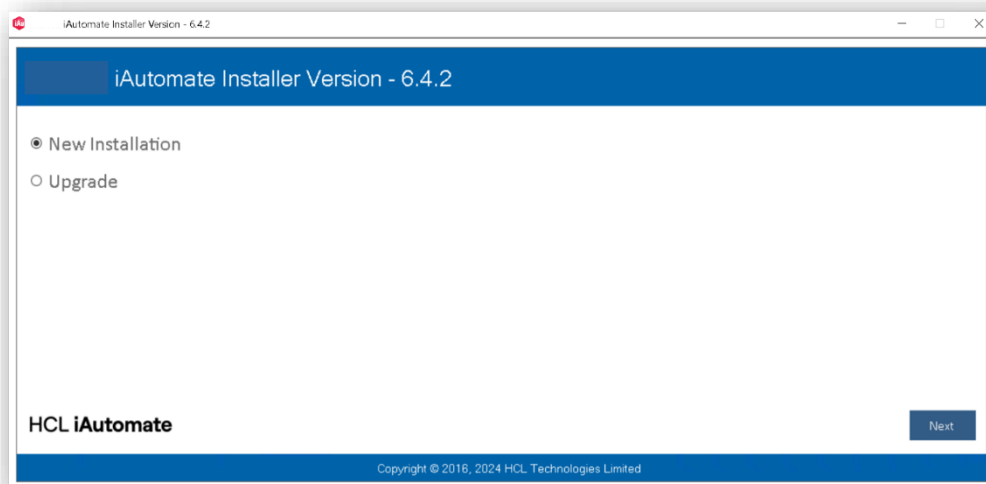 iAutomate Installer Version - 6.4.2
iAutomate Installer Version - 6.4.2
New Installation
Upgrade
HCL iAutomate
Next
Copyright © 2016, 2024 HCL Technologies Limited